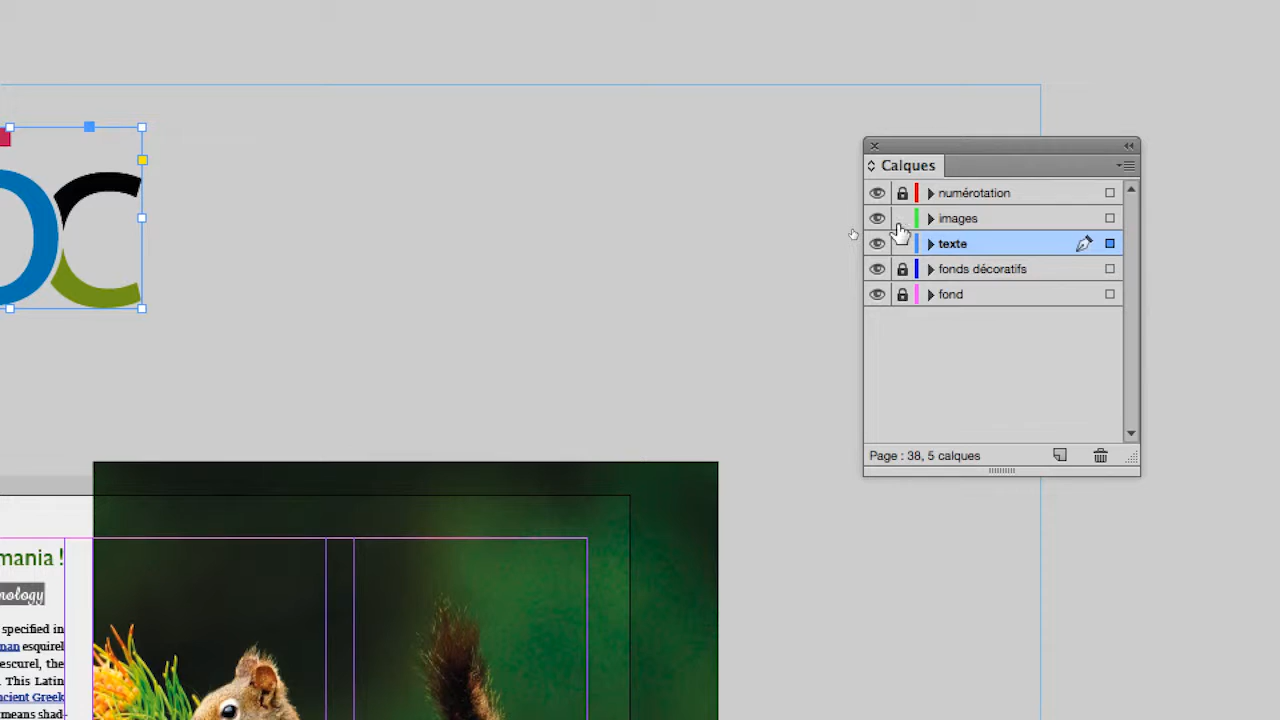 Calques
numérotation
images
texte
fonds décoratifs
fond
Page : 38, 5 calques
mania !
nology
specified in
man esquirel
escurel, the
This Latin
ncient Greek
means shad-